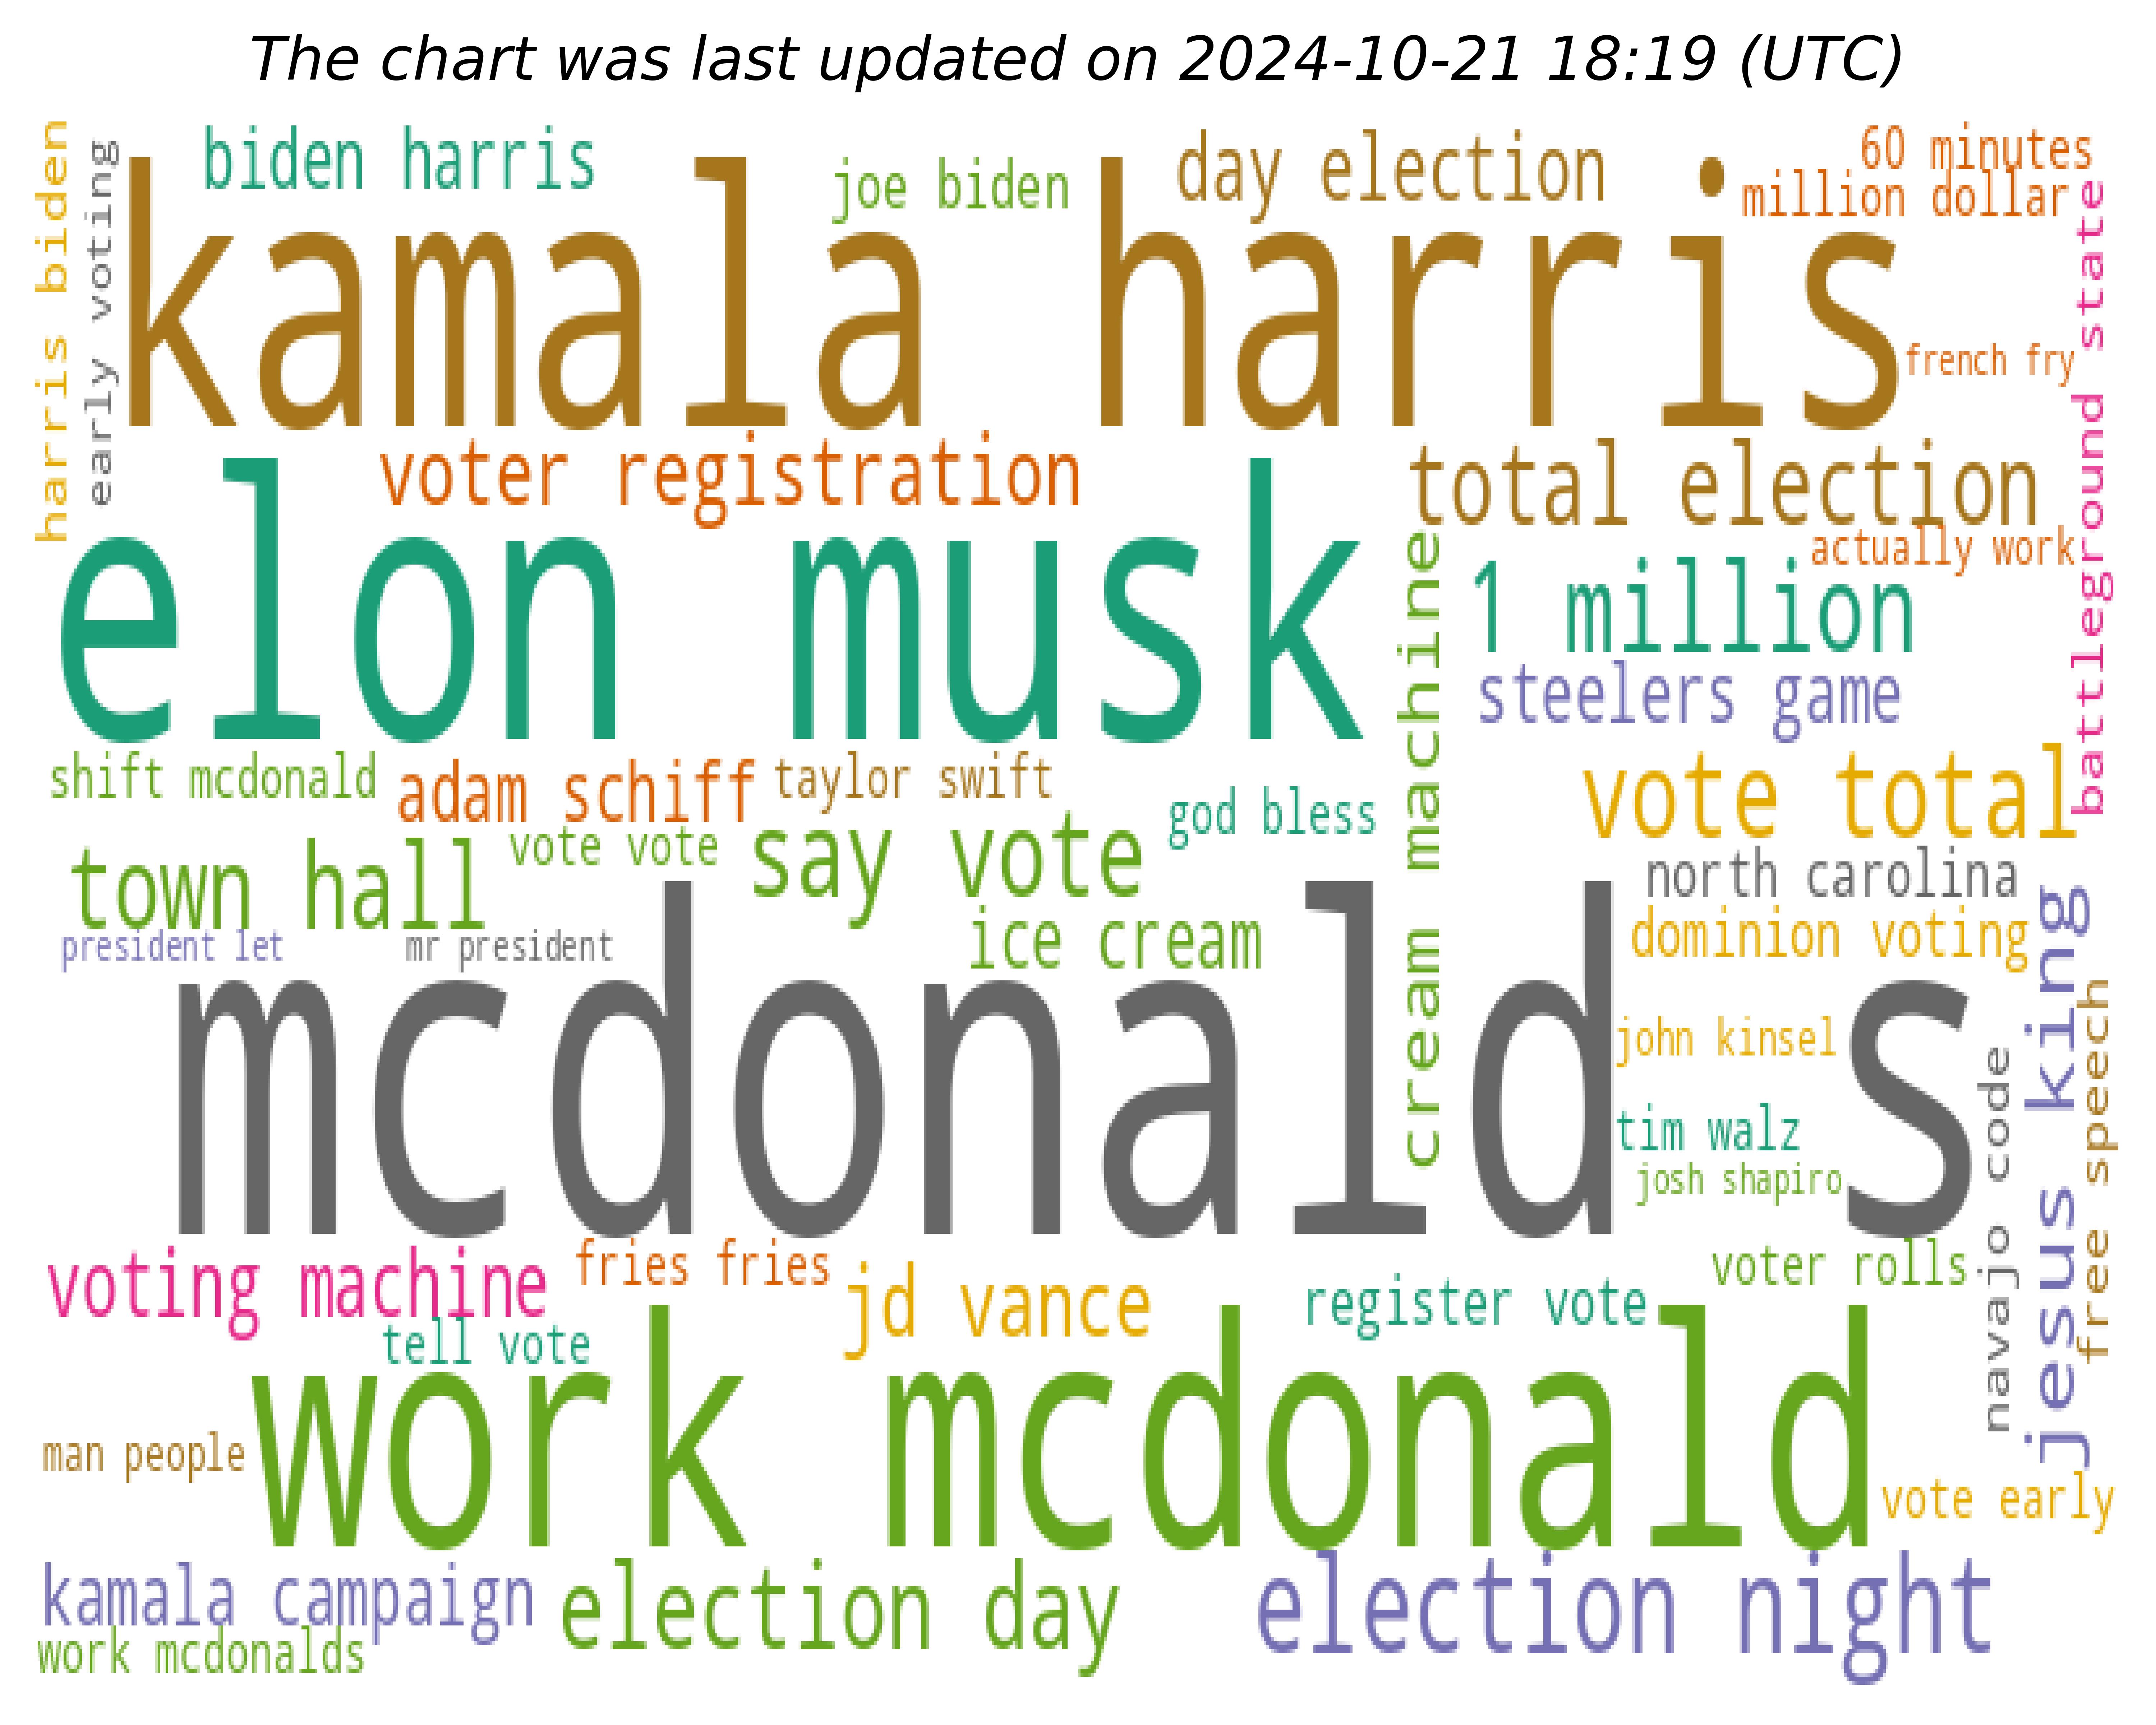 The chart was last updated on 2024-10-21 18:19 (UTC)
harris biden
early voting
biden harris
joe biden
day election
60 minutes
million dollar
kamala harris
french fry
battleground state
voter registration
total election
actually work
elon musk
cream machine
1 million
steelers game
shift mcdonald
adam schiff
taylor swift
god bless
vote total
town hall
vote vote
say vote
north carolina
president let
mr president
ice cream
dominion voting
mcdonald s
john kinsel
tim walz
josh shapiro
navajo code
jesus king
free speech
voting machine
fries fries
jd vance
register vote
voter rolls
tell vote
work mcdonald
man people
vote early
kamala campaign
election day
election night
work mcdonalds